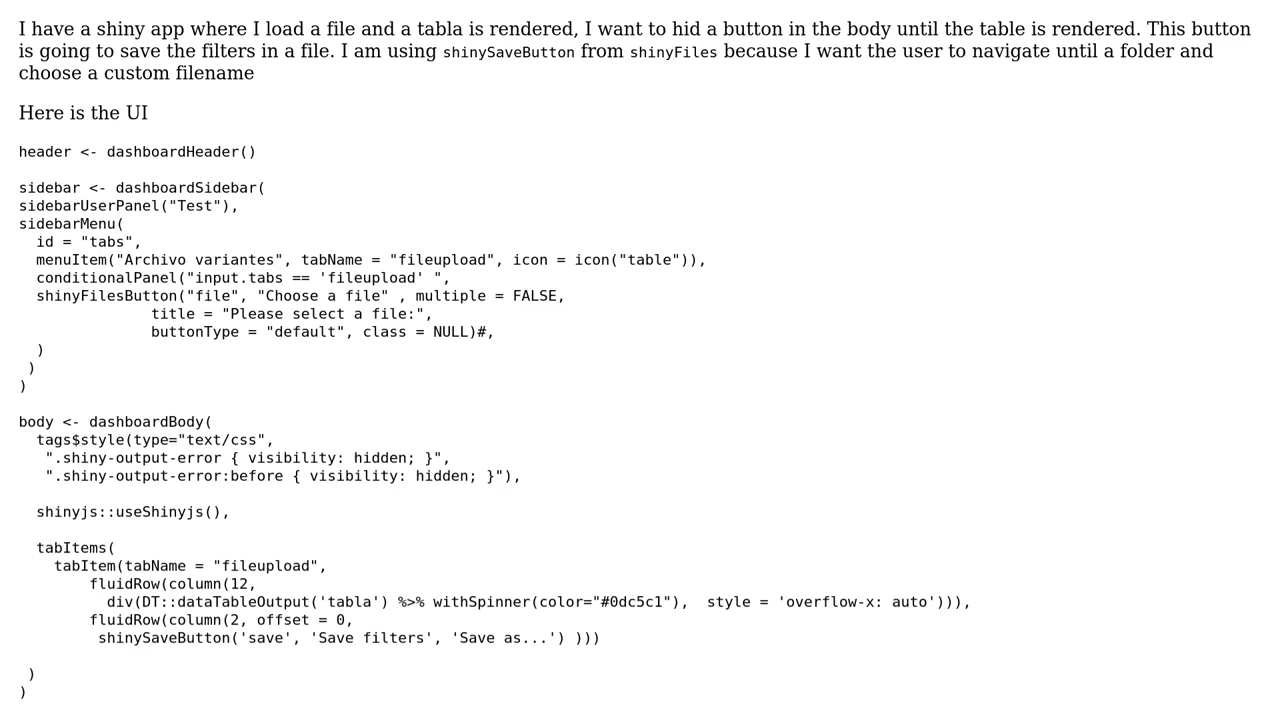 I have a shiny app where I load a file and a tabla is rendered, I want to hid a button in the body until the table is rendered. This button
is going to save the filters in a file. I am using shinySaveButton from shinyFiles because I want the user to navigate until a folder and
choose a custom filename
Here is the UI
header <- dashboardHeader()
sidebar <- dashboardSidebar(
sidebarUserPanel("Test"),
sidebarMenu(
  id = "tabs",
  menuItem("Archivo variantes", tabName = "fileupload", icon = icon("table")),
  conditionalPanel("input.tabs == 'fileupload' ",
  shinyFilesButton("file", "Choose a file" , multiple = FALSE,
               title = "Please select a file:",
               buttonType = "default", class = NULL)#,
  )
 )
)
body <- dashboardBody(
  tags$style(type="text/css",
   ".shiny-output-error { visibility: hidden; }",
   ".shiny-output-error:before { visibility: hidden; }"),
  shinyjs::useShinyjs(),
  tabItems(
    tabItem(tabName = "fileupload",
        fluidRow(column(12,
          div(DT::dataTableOutput('tabla') %>% withSpinner(color="#0dc5c1"),  style = 'overflow-x: auto'))),
        fluidRow(column(2, offset = 0,
         shinySaveButton('save', 'Save filters', 'Save as...') )))
 )
)